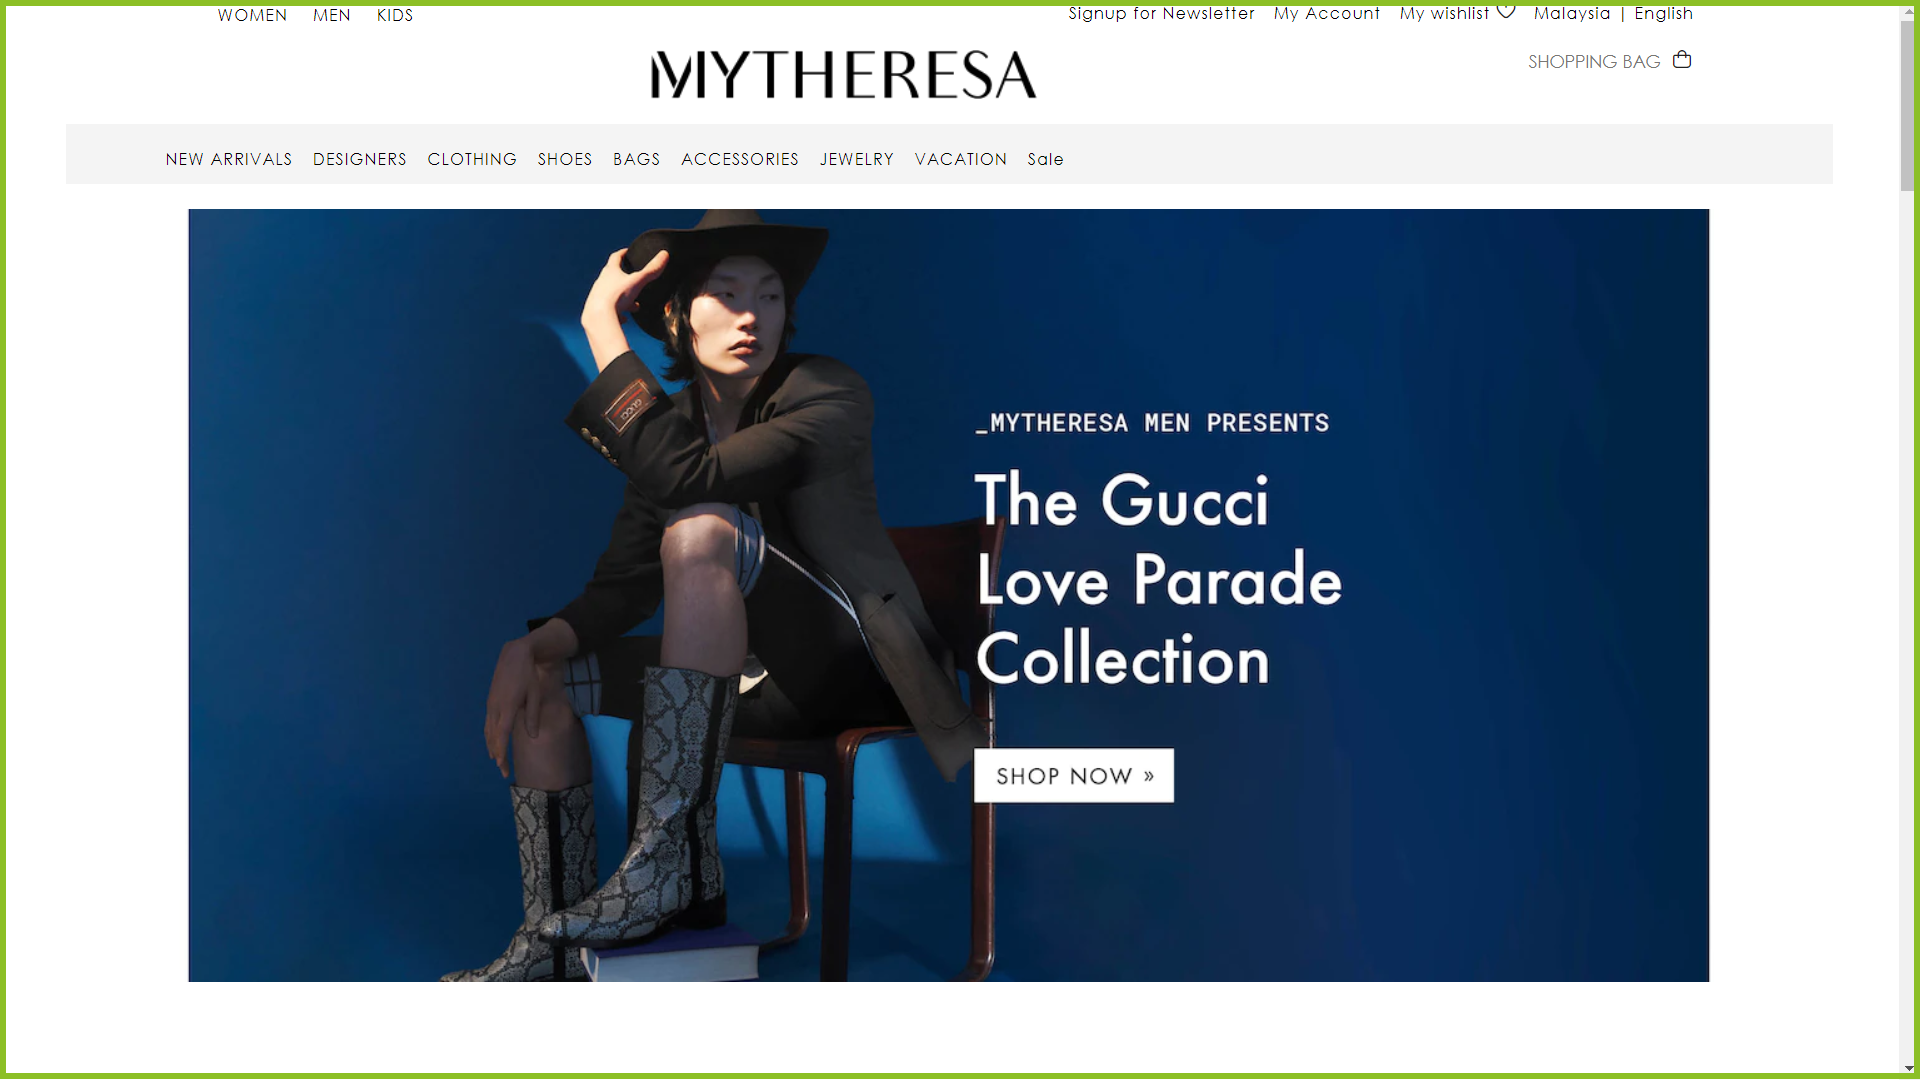 WOMEN MEN KIDS
Signup for Newsletter My Account My wishlist Malaysia | English
MYTHERESA
SHOPPING BAG
NEW ARRIVALS DESIGNERS CLOTHING SHOES BAGS ACCESSORIES JEWELRY VACATION Sale
GUCCI
_MYTHERESA MEN PRESENTS
The Gucci
Love Parade
Collection
SHOP NOW »